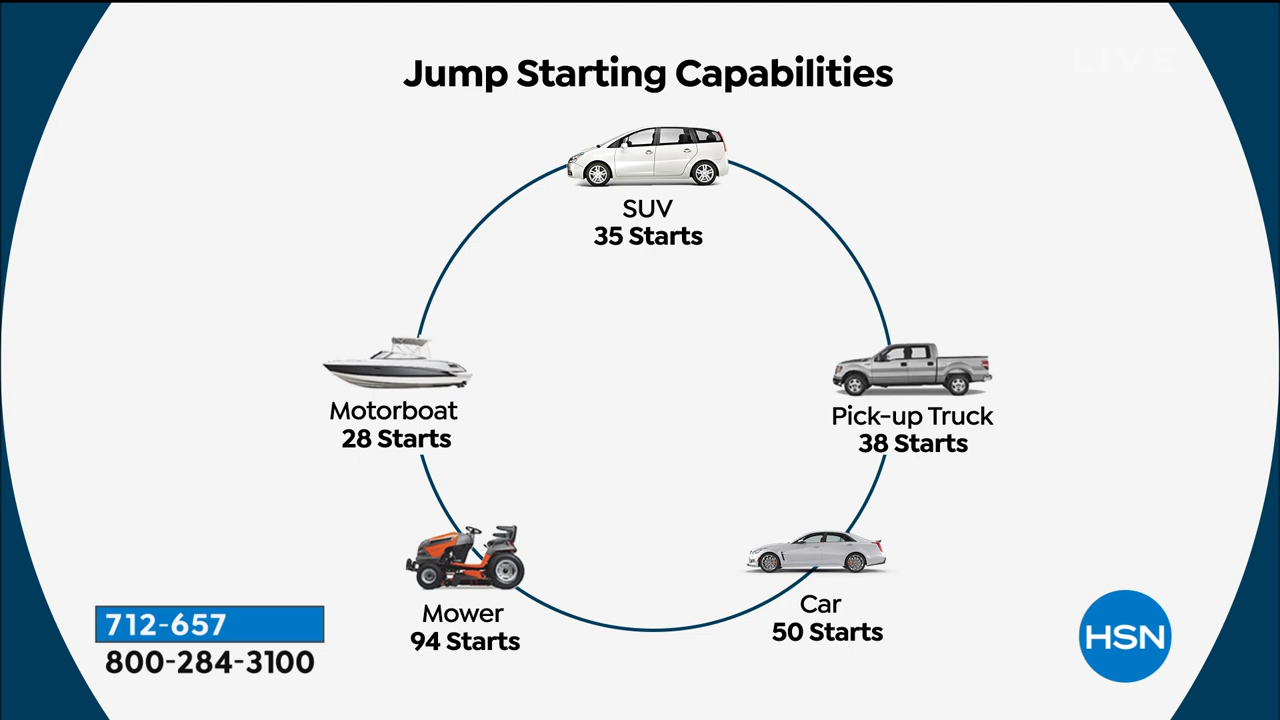 LIVE
Jump Starting Capabilities
SUV
35 Starts
Motorboat
28 Starts
Pick-up Truck
38 Starts
Mower
94 Starts
Car
50 Starts
712-657
800-284-3100
HSN